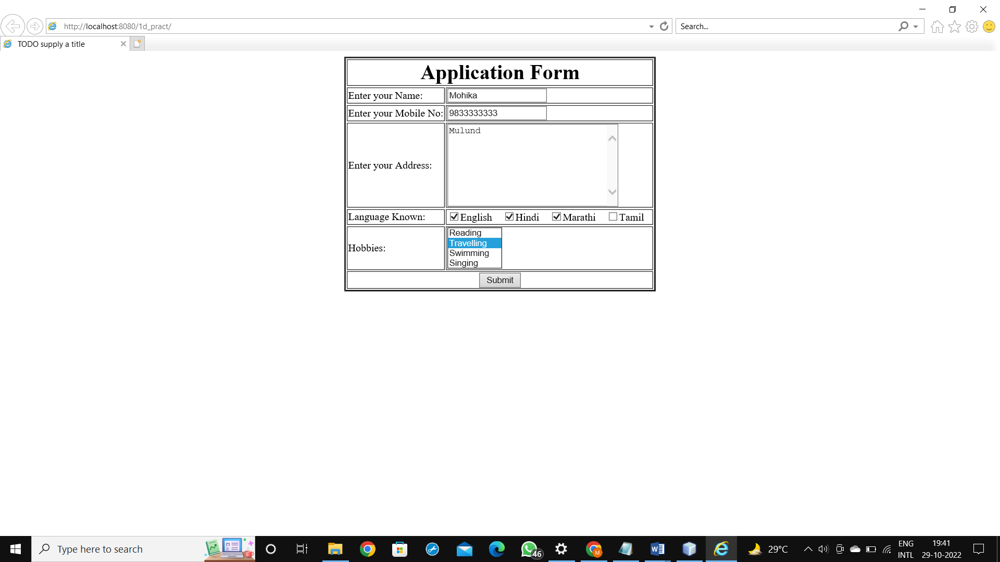 http://localhost:8080/1d_pract/
Search...
TODO supply a title
Application Form
Enter your Name: Mohika
Enter your Mobile No: 9833333333
Enter your Address: Mulund
Language Known: English Hindi Marathi Tamil
Hobbies:
Reading
Travelling
Swimming
Singing
Submit
Type here to search
46
M
29°C
ENG
INTL
19:41
29-10-2022